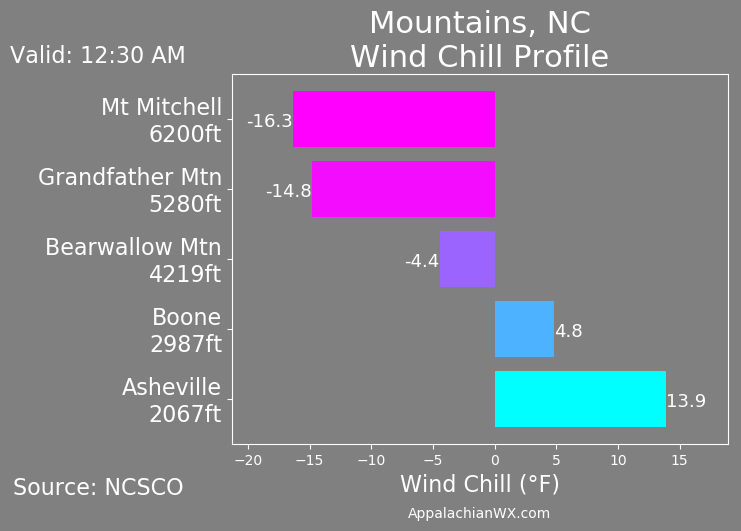 Mountains, NC
Wind Chill Profile
Valid: 12:30 AM
Mt Mitchell
6200ft
-16.3
Grandfather Mtn
5280ft
-14.8
Bearwallow Mtn
4219ft
-4.4
Boone
2987ft
4.8
Asheville
2067ft
13.9
−20 −15 −10 −5 0 5 10 15
Wind Chill (°F)
Source: NCSCO
AppalachianWX.com